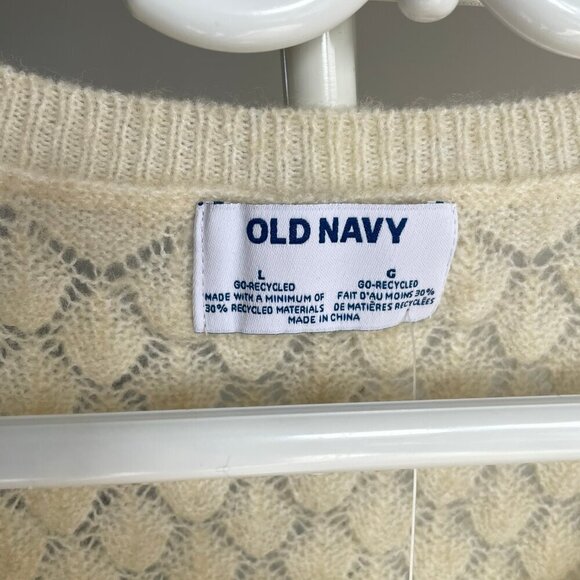 OLD NAVY
L G
GO-RECYCLED GO-RECYCLED
MADE WITH A MINIMUM OF FAIT D'AU MOINS 30%
30% RECYCLED MATERIALS DE MATIÈRES RECYCLÉES
MADE IN CHINA